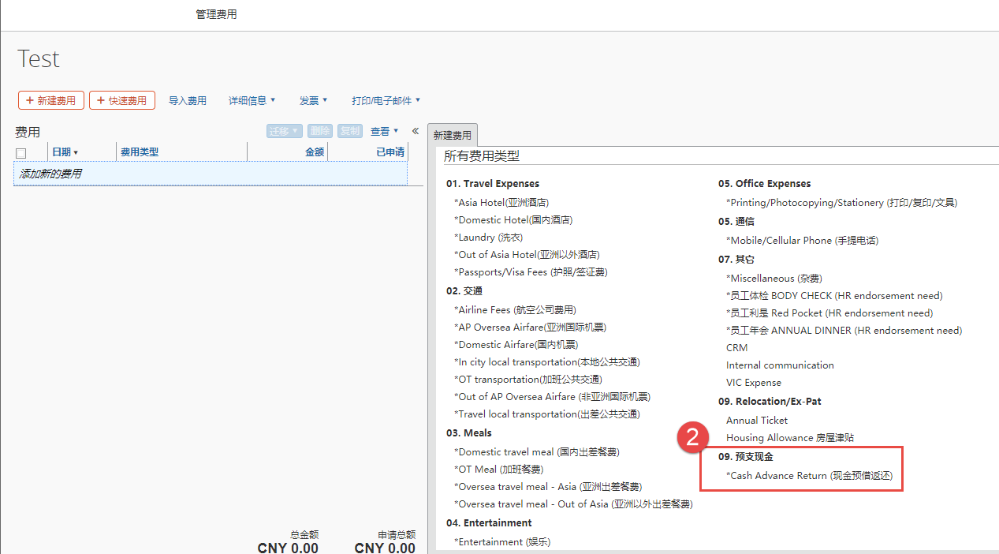 管理费用
Test
+ 新建费用 + 快速费用 导入费用 详细信息 ▼ 发票 ▼ 打印/电子邮件 ▼
费用 迁移 ▼ 删除 复制 查看 ▼ «
日期 ▼ 费用类型 金额 已申请
添加新的费用
总金额 申请总额
CNY 0.00 CNY 0.00
新建费用
所有费用类型
01. Travel Expenses
*Asia Hotel(亚洲酒店)
*Domestic Hotel(国内酒店)
*Laundry (洗衣)
*Out of Asia Hotel(亚洲以外酒店)
*Passports/Visa Fees (护照/签证费)
02. 交通
*Airline Fees (航空公司费用)
*AP Oversea Airfare(亚洲国际机票)
*Domestic Airfare(国内机票)
*In city local transportation(本地公共交通)
*OT transportation(加班公共交通)
*Out of AP Oversea Airfare (非亚洲国际机票)
*Travel local transportation(出差公共交通)
03. Meals
*Domestic travel meal (国内出差餐费)
*OT Meal (加班餐费)
*Oversea travel meal - Asia (亚洲出差餐费)
*Oversea travel meal - Out of Asia (亚洲以外出差餐费)
04. Entertainment
*Entertainment (娱乐)
05. Office Expenses
*Printing/Photocopying/Stationery (打印/复印/文具)
05. 通信
*Mobile/Cellular Phone (手提电话)
07. 其它
*Miscellaneous (杂费)
*员工体检 BODY CHECK (HR endorsement need)
*员工利是 Red Pocket (HR endorsement need)
*员工年会 ANNUAL DINNER (HR endorsement need)
CRM
Internal communication
VIC Expense
09. Relocation/Ex-Pat
Annual Ticket
Housing Allowance 房屋津贴
2
09. 预支现金
*Cash Advance Return (现金预借返还)